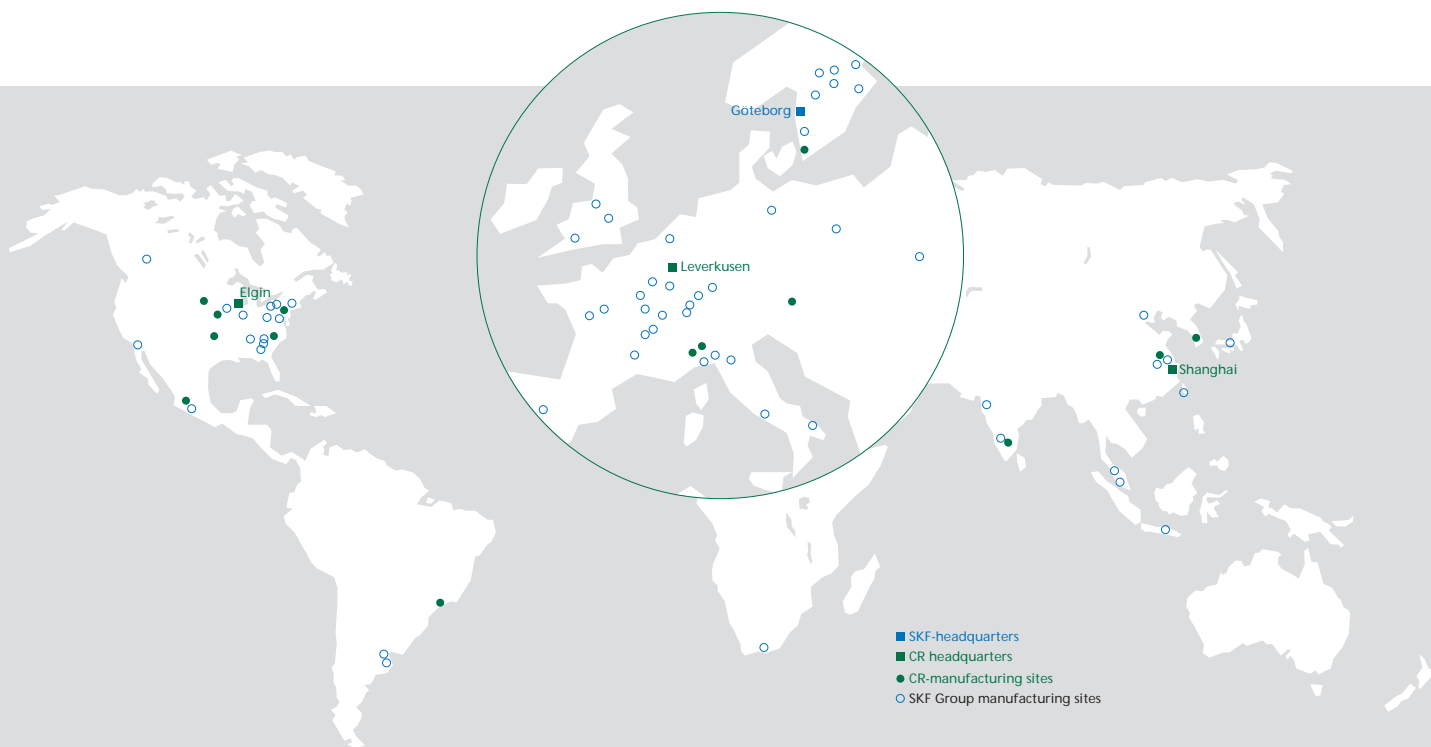 Göteborg
Leverkusen
Elgin
Shanghai
SKF-headquarters
CR headquarters
CR-manufacturing sites
SKF Group manufacturing sites